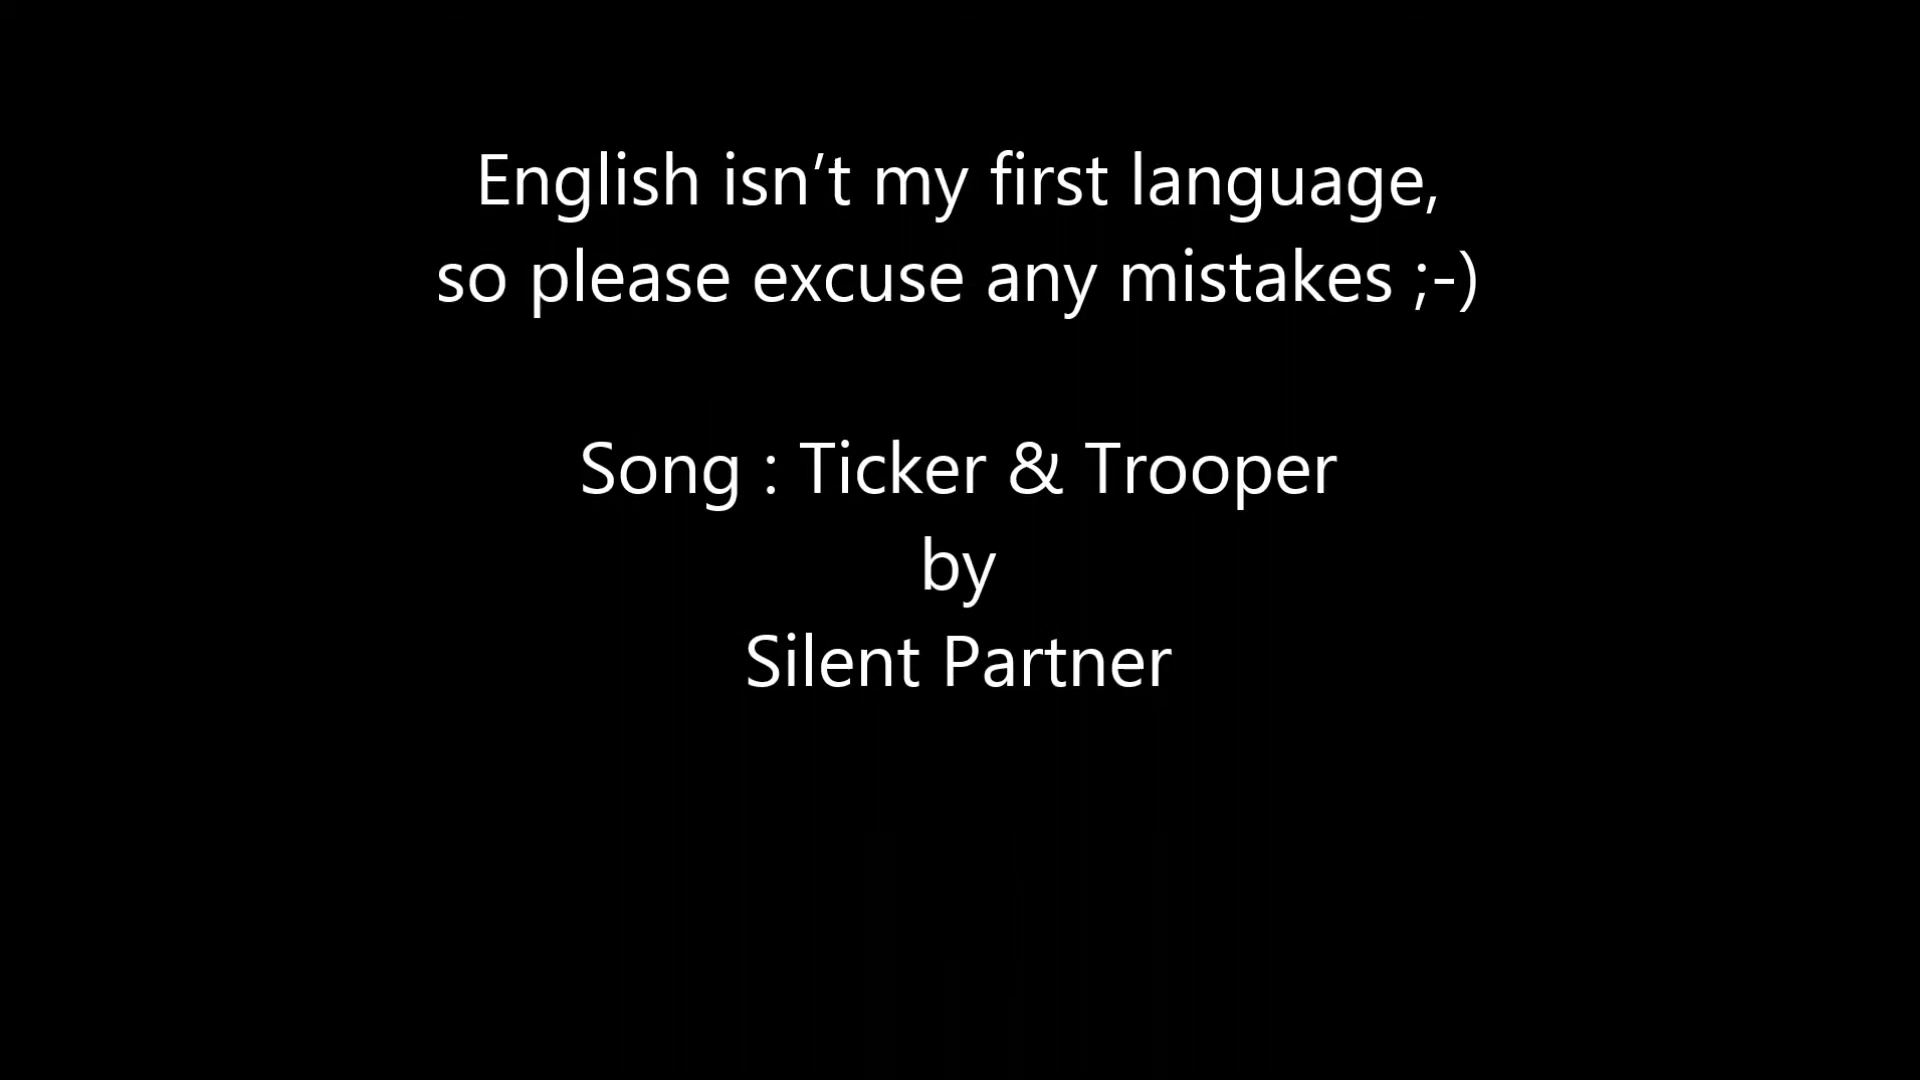 English isn’t my first language,
so please excuse any mistakes ;-)
Song : Ticker & Trooper
by
Silent Partner